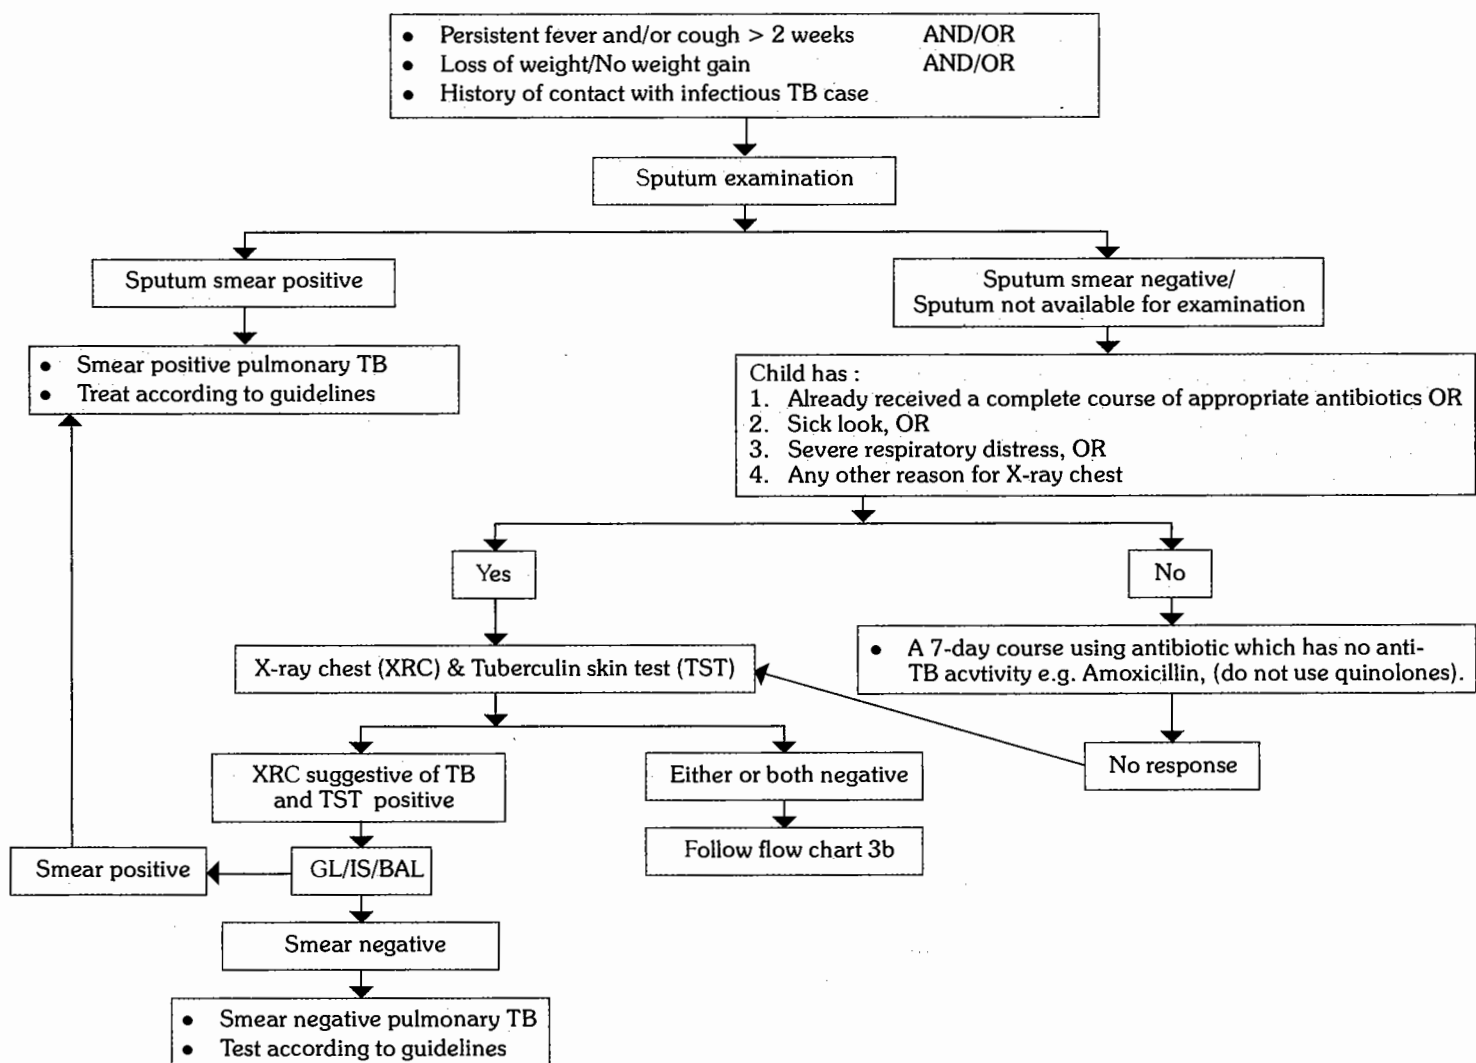 • Persistent fever and/or cough > 2 weeks AND/OR
• Loss of weight/No weight gain AND/OR
• History of contact with infectious TB case
Sputum examination
Sputum smear positive
Sputum smear negative/
Sputum not available for examination
• Smear positive pulmonary TB
• Treat according to guidelines
Child has :
1. Already received a complete course of appropriate antibiotics OR
2. Sick look, OR
3. Severe respiratory distress, OR
4. Any other reason for X-ray chest
Yes
No
X-ray chest (XRC) & Tuberculin skin test (TST)
• A 7-day course using antibiotic which has no anti-
TB acvtivity e.g. Amoxicillin, (do not use quinolones).
XRC suggestive of TB
and TST positive
Either or both negative
No response
Follow flow chart 3b
Smear positive
GL/IS/BAL
Smear negative
• Smear negative pulmonary TB
• Test according to guidelines